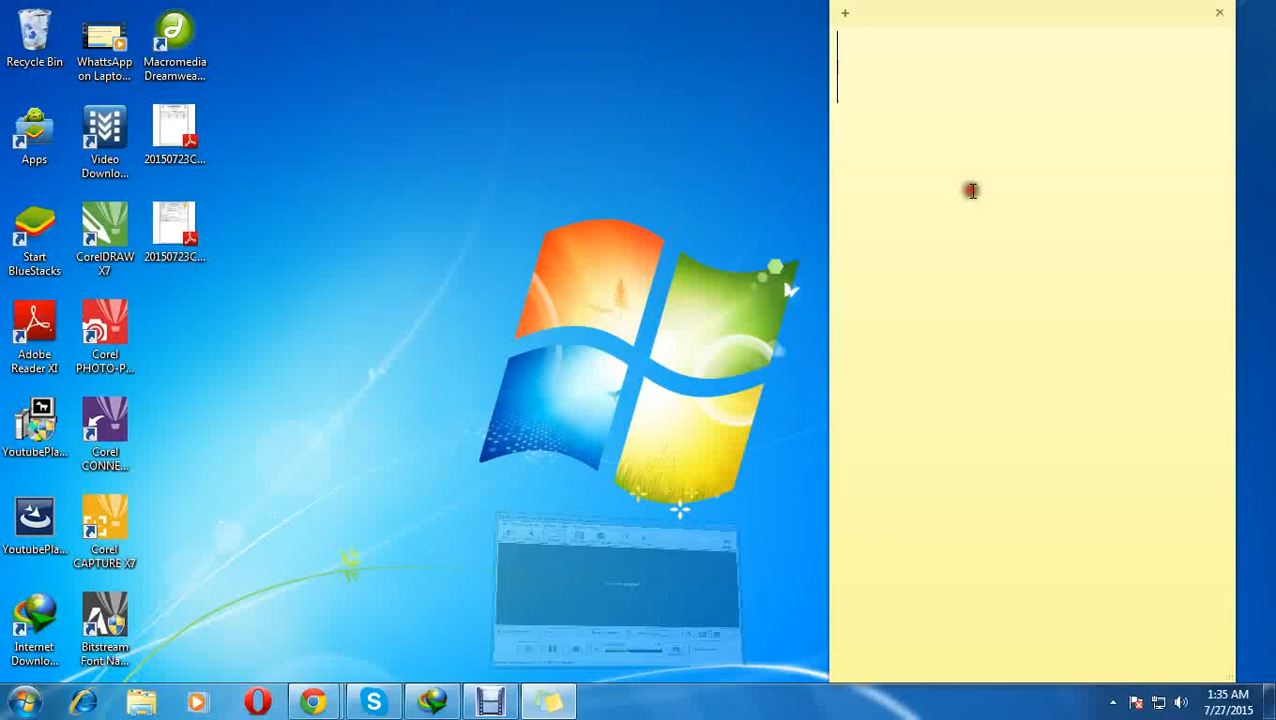 Recycle Bin
WhattsApp
on Lapto...
Macromedia
Dreamwea...
Apps
Video
Downlo...
20150723C...
Start
BlueStacks
CorelDRAW
X7
20150723C...
Adobe
Reader XI
Corel
PHOTO-P...
YoutubePla...
Corel
CONNE...
YoutubePla...
Corel
CAPTURE X7
Internet
Downlo...
Bitstream
Font Na...
1:35 AM
7/27/2015